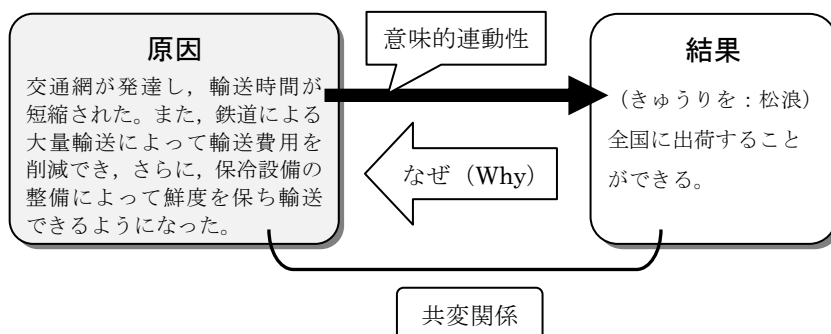 原因
交通網が発達し，輸送時間が
短縮された。また，鉄道による
大量輸送によって輸送費用を
削減でき，さらに，保冷設備の
整備によって鮮度を保ち輸送
できるようになった。
意味的連動性
なぜ（Why）
結果
（きゅうりを：松浪）
全国に出荷すること
ができる。
共変関係